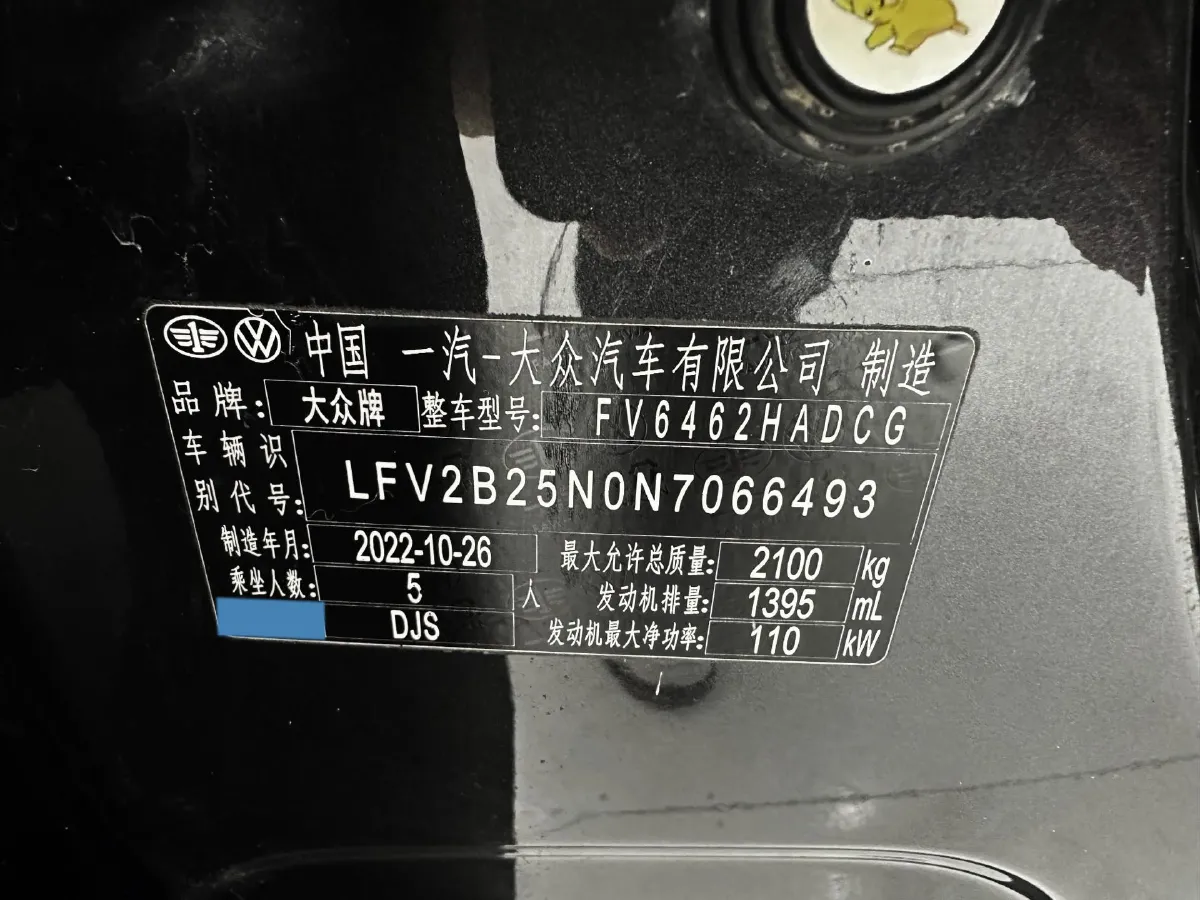 中国 一汽-大众汽车有限公司 制造
品牌: 大众牌 整车型号: FV6462HADCG
车辆识别代号: LFV2B25N0N7066493
制造年月: 2022-10-26 最大允许总质量: 2100 kg
乘坐人数: 5 人 发动机排量: 1395 mL
DJS 发动机最大净功率: 110 kW